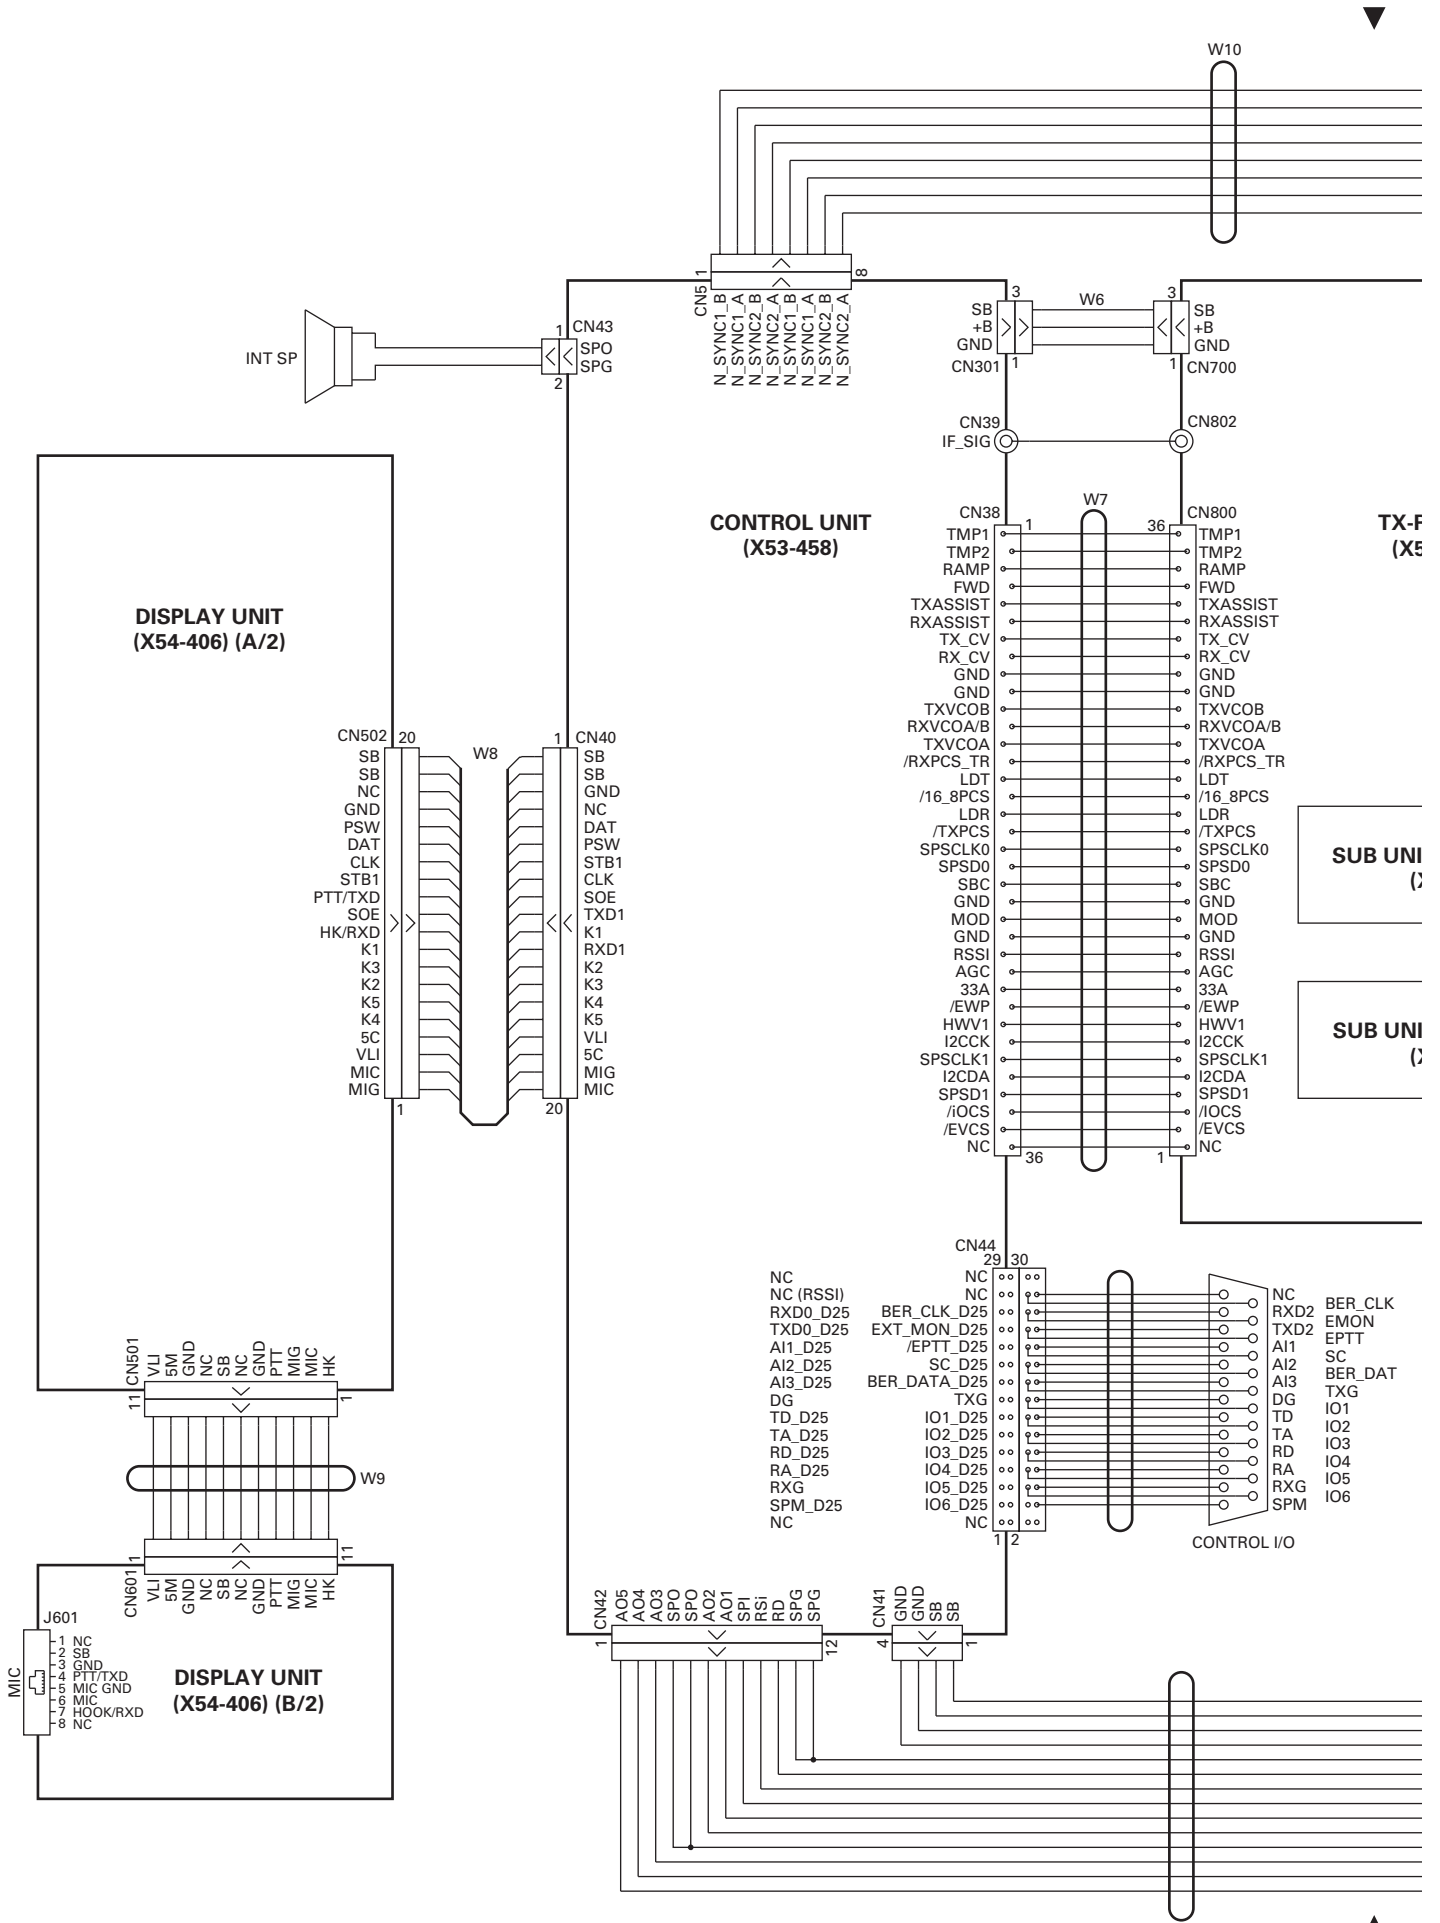 W10
CN5
1
8
N_SYNC1_B
N_SYNC1_A
N_SYNC2_B
N_SYNC2_A
N_SYNC1_B
N_SYNC1_A
N_SYNC2_B
N_SYNC2_A
INT SP
1
CN43
SPO
SPG
2
3
SB
+B
GND
CN301
1
W6
3
SB
+B
GND
1
CN700
CN39
IF_SIG
CN802
CONTROL UNIT
(X53-458)
TX-
(X5
DISPLAY UNIT
(X54-406) (A/2)
CN38
1
W7
36
CN800
TMP1
TMP2
RAMP
FWD
TXASSIST
RXASSIST
TX_CV
RX_CV
GND
GND
TXVCOB
RXVCOA/B
TXVCOA
/RXPCS_TR
LDT
/16_8PCS
LDR
/TXPCS
SPSCLK0
SPSD0
SBC
GND
MOD
GND
RSSI
AGC
33A
/EWP
HWV1
I2CCK
SPSCLK1
I2CDA
SPSD1
/iOCS
/EVCS
NC
36
TMP1
TMP2
RAMP
FWD
TXASSIST
RXASSIST
TX_CV
RX_CV
GND
GND
TXVCOB
RXVCOA/B
TXVCOA
/RXPCS_TR
LDT
/16_8PCS
LDR
/TXPCS
SPSCLK0
SPSD0
SBC
GND
MOD
GND
RSSI
AGC
33A
/EWP
HWV1
I2CCK
SPSCLK1
I2CDA
SPSD1
/IOCS
/EVCS
NC
1
SUB UNI
(
SUB UNI
(
CN502
20
SB
SB
NC
GND
PSW
DAT
CLK
STB1
PTT/TXD
SOE
HK/RXD
K1
K3
K2
K5
K4
5C
VLI
MIC
MIG
1
W8
1
CN40
SB
SB
GND
NC
DAT
PSW
STB1
CLK
SOE
TXD1
K1
RXD1
K2
K3
K4
K5
VLI
5C
MIG
MIC
20
CN44
29 30
NC
NC (RSSI)
RXD0_D25
TXD0_D25
AI1_D25
AI2_D25
AI3_D25
DG
TD_D25
TA_D25
RD_D25
RA_D25
RXG
SPM_D25
NC
NC
NC
BER_CLK_D25
EXT_MON_D25
/EPTT_D25
SC_D25
BER_DATA_D25
TXG
IO1_D25
IO2_D25
IO3_D25
IO4_D25
IO5_D25
IO6_D25
NC
1 2
NC
RXD2
TXD2
AI1
AI2
AI3
DG
TD
TA
RD
RA
RXG
SPM
BER_CLK
EMON
EPTT
SC
BER_DAT
TXG
IO1
IO2
IO3
IO4
IO5
IO6
CONTROL I/O
CN501
11
VLI
5M
GND
NC
SB
NC
GND
PTT
MIG
MIC
HK
1
W9
CN601
1
VLI
5M
GND
NC
SB
NC
GND
PTT
MIG
MIC
HK
11
J601
MIC
1 NC
2 SB
3 GND
4 PTT/TXD
5 MIC GND
6 MIC
7 HOOK/RXD
8 NC
DISPLAY UNIT
(X54-406) (B/2)
CN42
1
AO5
AO4
AO3
SPO
SPO
AO2
AO1
SPI
RSi
RD
SPG
SPG
12
CN41
4
GND
GND
SB
SB
1